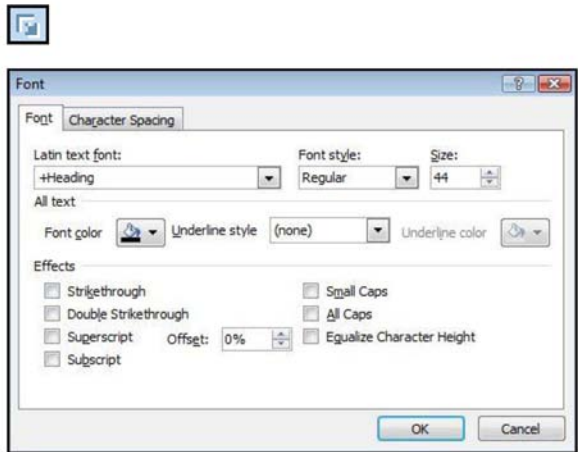 Font
Font Character Spacing
Latin text font: Font style: Size:
+Heading Regular 44
All text
Font color Underline style (none) Underline color
Effects
Strikethrough Small Caps
Double Strikethrough All Caps
Superscript Offset: 0% Equalize Character Height
Subscript
OK Cancel